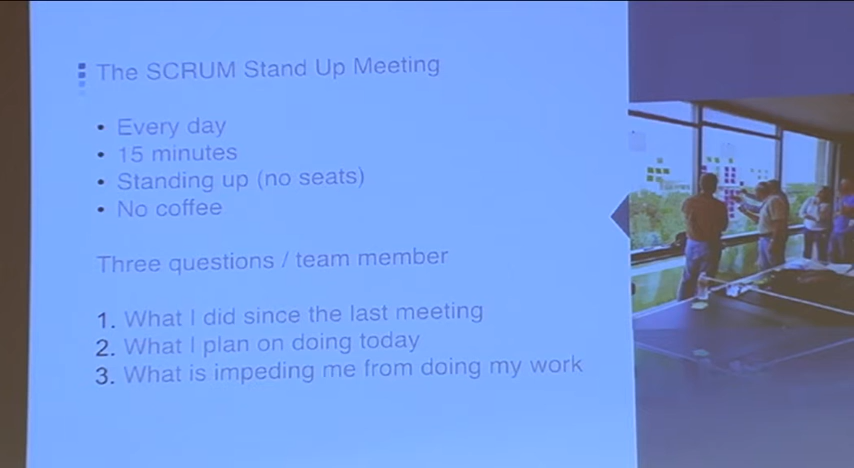 The SCRUM Stand Up Meeting
• Every day
• 15 minutes
• Standing up (no seats)
• No coffee
Three questions / team member
1. What I did since the last meeting
2. What I plan on doing today
3. What is impeding me from doing my work